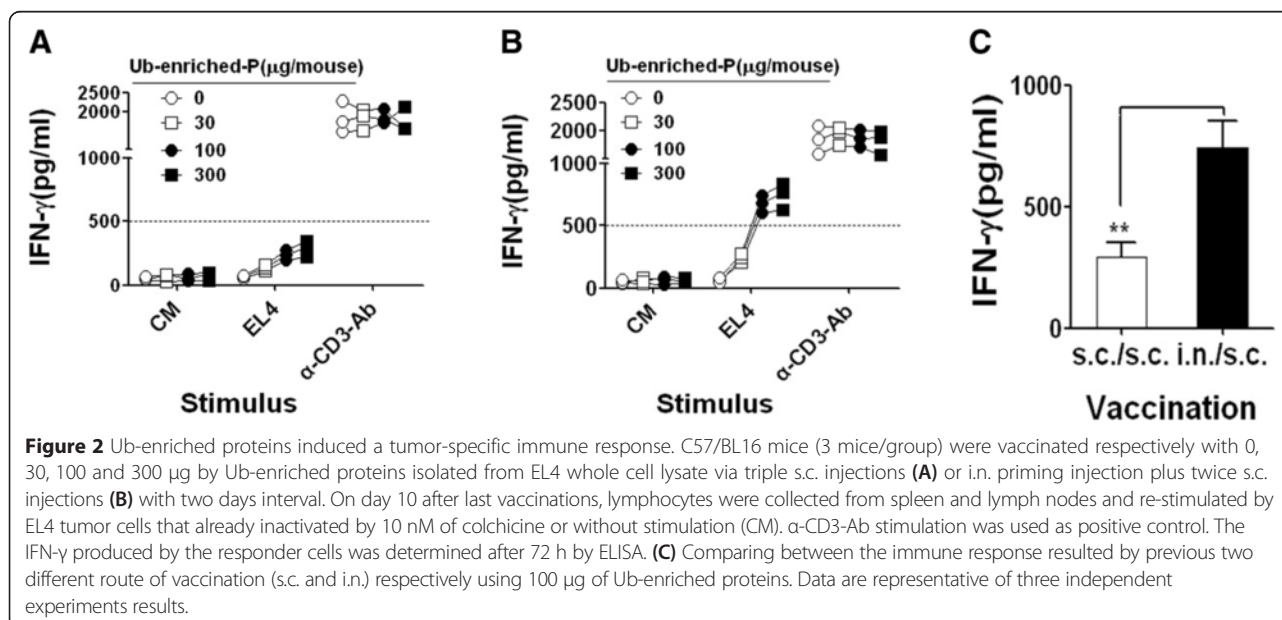 A
Ub-enriched-P(μg/mouse)
0
30
100
300
2500
2000
1000
500
0
IFN-γ(pg/ml)
CM
EL4
α-CD3-Ab
Stimulus
B
Ub-enriched-P(μg/mouse)
0
30
100
300
2500
2000
1000
500
0
IFN-γ(pg/ml)
CM
EL4
α-CD3-Ab
Stimulus
C
1000
500
0
IFN-γ(pg/ml)
**
s.c./s.c. i.n./s.c.
Vaccination
Figure 2 Ub-enriched proteins induced a tumor-specific immune response. C57/BL16 mice (3 mice/group) were vaccinated respectively with 0,
30, 100 and 300 μg by Ub-enriched proteins isolated from EL4 whole cell lysate via triple s.c. injections (A) or i.n. priming injection plus twice s.c.
injections (B) with two days interval. On day 10 after last vaccinations, lymphocytes were collected from spleen and lymph nodes and re-stimulated by
EL4 tumor cells that already inactivated by 10 nM of colchicine or without stimulation (CM). α-CD3-Ab stimulation was used as positive control. The
IFN-γ produced by the responder cells was determined after 72 h by ELISA. (C) Comparing between the immune response resulted by previous two
different route of vaccination (s.c. and i.n.) respectively using 100 μg of Ub-enriched proteins. Data are representative of three independent
experiments results.